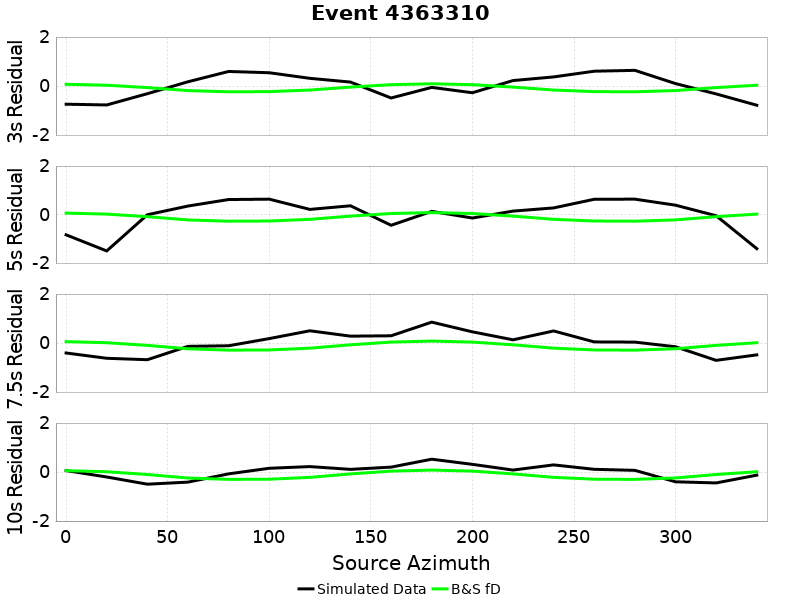 Event 4363310
3s Residual
2
0
-2
5s Residual
2
0
-2
7.5s Residual
2
0
-2
10s Residual
2
0
-2
0 50 100 150 200 250 300
Source Azimuth
Simulated Data B&S fD